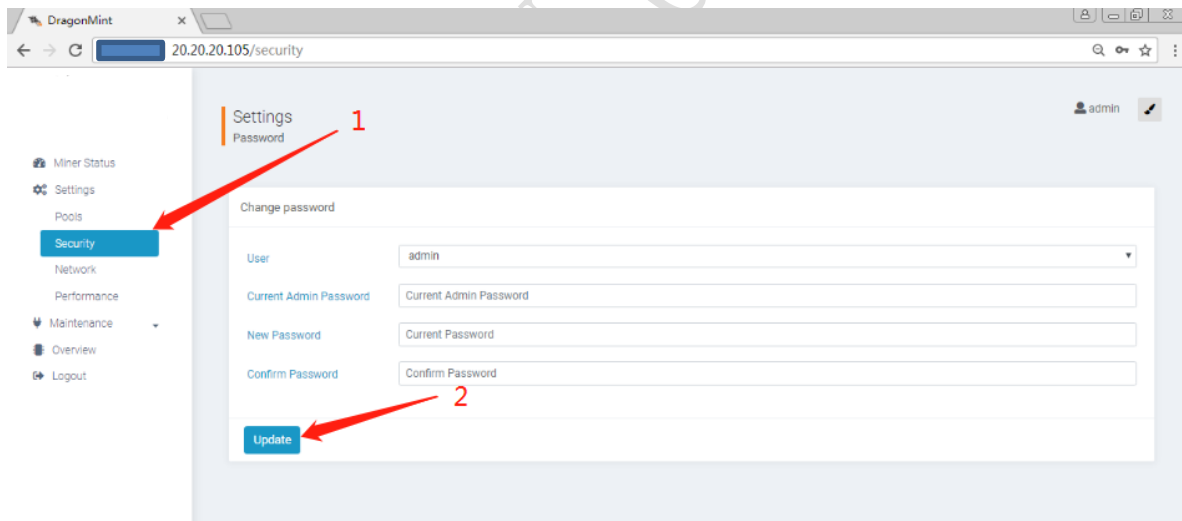 DragonMint
20.20.20.105/security
admin
Settings
Password
1
Miner Status
Settings
Pools
Security
Network
Performance
Maintenance
Overview
Logout
Change password
User
admin
Current Admin Password
Current Admin Password
New Password
Current Password
Confirm Password
Confirm Password
2
Update